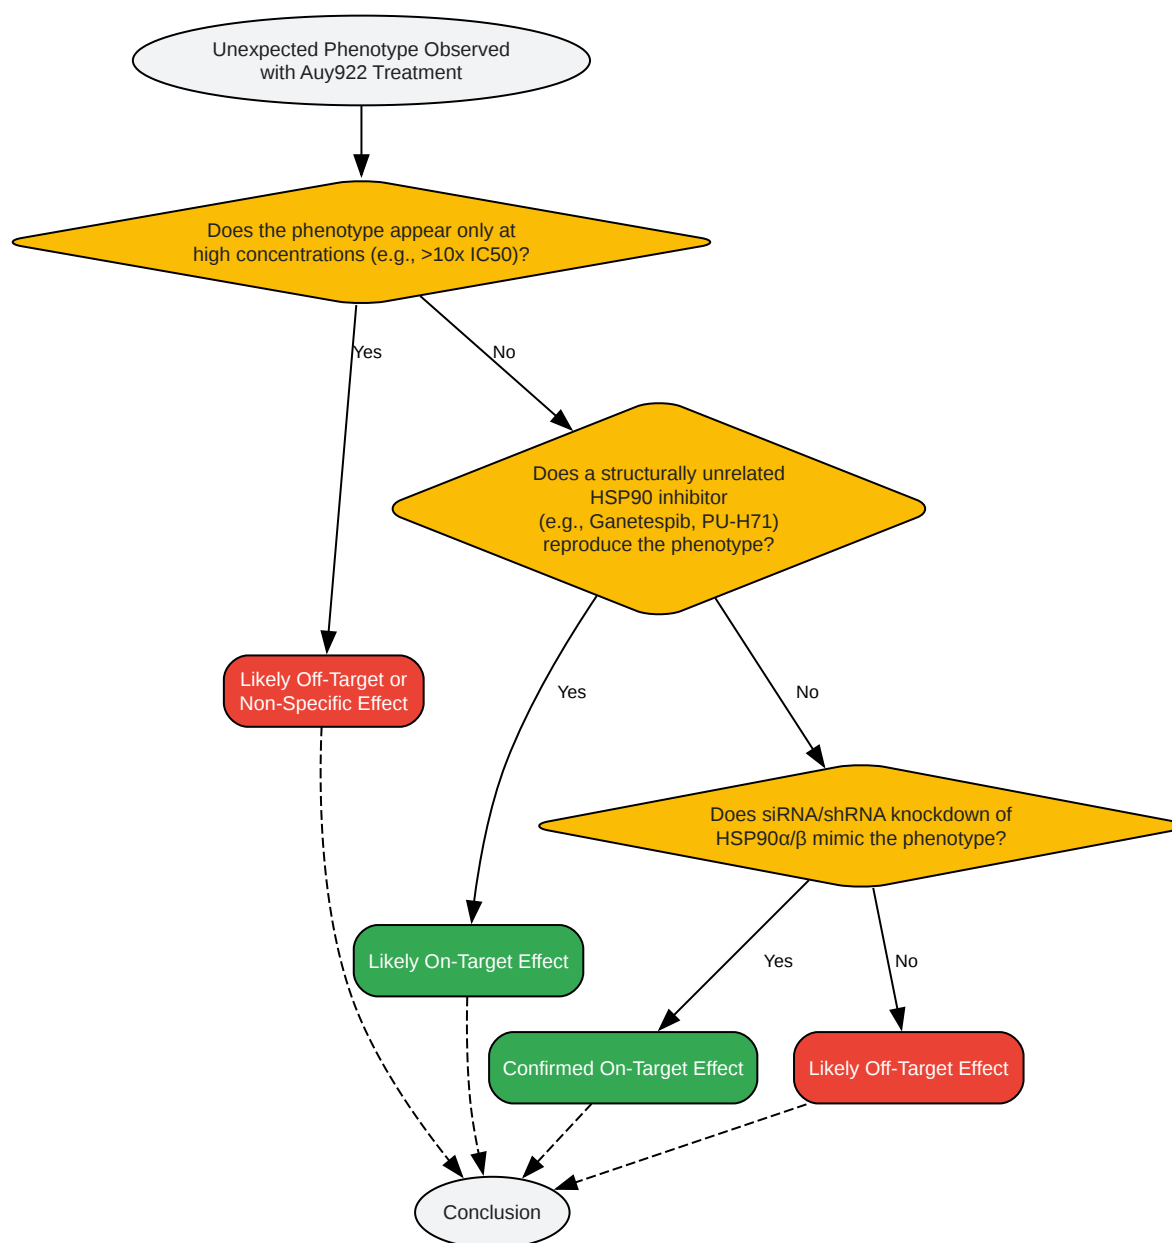 Unexpected Phenotype Observed
with Auy922 Treatment
Does the phenotype appear only at
high concentrations (e.g., >10x IC50)?
Yes
No
Does a structurally unrelated
HSP90 inhibitor
(e.g., Ganetespib, PU-H71)
reproduce the phenotype?
Likely Off-Target or
Non-Specific Effect
Yes
No
Does siRNA/shRNA knockdown of
HSP90α/β mimic the phenotype?
Likely On-Target Effect
Yes
No
Confirmed On-Target Effect
Likely Off-Target Effect
Conclusion